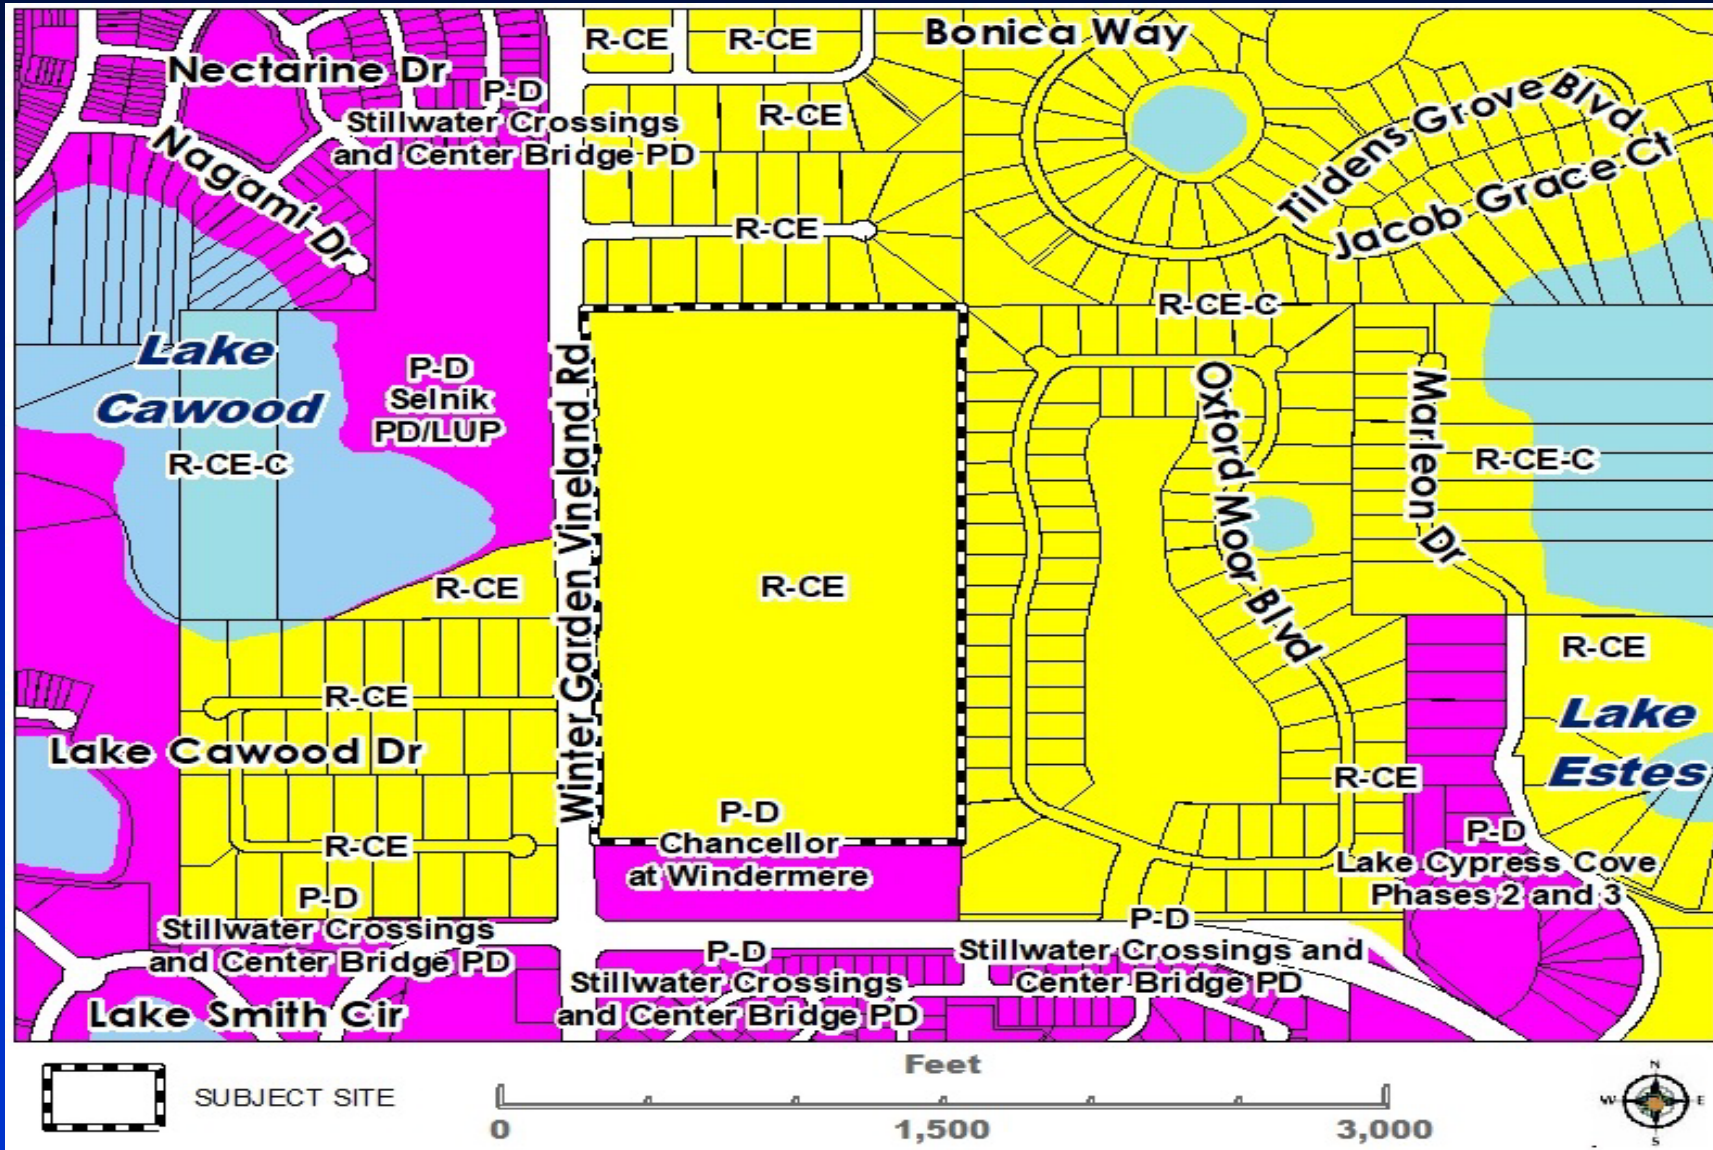 R-CE
R-CE
Bonica Way
Nectarine Dr
P-D
Stillwater Crossings
and Center Bridge PD
R-CE
Tildens Grove Blvd
Jacob Grace Ct
Nagami Dr
R-CE
R-CE-C
Lake
Cawood
R-CE-C
P-D
Selnik
PD/LUP
Winter Garden Vineland Rd
R-CE
Oxford Moor Blvd
Marleon Dr
R-CE-C
R-CE
R-CE
Lake
Estes
R-CE
Lake Cawood Dr
R-CE
R-CE
P-D
Chancellor
at Windermere
P-D
Lake Cypress Cove
Phases 2 and 3
P-D
Stillwater Crossings
and Center Bridge PD
P-D
Stillwater Crossings
and Center Bridge PD
P-D
Stillwater Crossings and
Center Bridge PD
Lake Smith Cir
SUBJECT SITE
Feet
0 1,500 3,000
N
W E
S